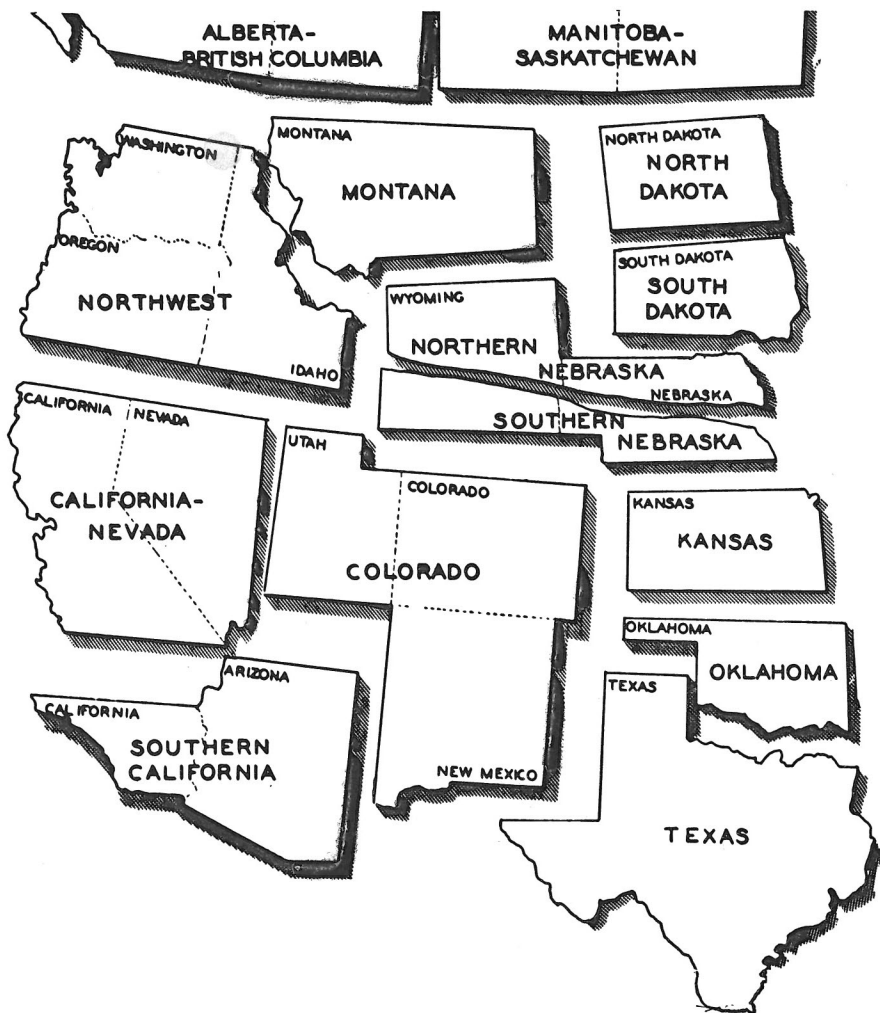 ALBERTA-
BRITISH COLUMBIA
MANITOBA-
SASKATCHEWAN
WASHINGTON
OREGON
NORTHWEST
IDAHO
MONTANA
MONTANA
NORTH DAKOTA
NORTH
DAKOTA
SOUTH DAKOTA
SOUTH
DAKOTA
WYOMING
NORTHERN
NEBRASKA
NEBRASKA
SOUTHERN
NEBRASKA
CALIFORNIA
NEVADA
CALIFORNIA-
NEVADA
UTAH
COLORADO
COLORADO
NEW MEXICO
KANSAS
KANSAS
OKLAHOMA
OKLAHOMA
ARIZONA
CALIFORNIA
SOUTHERN
CALIFORNIA
TEXAS
TEXAS